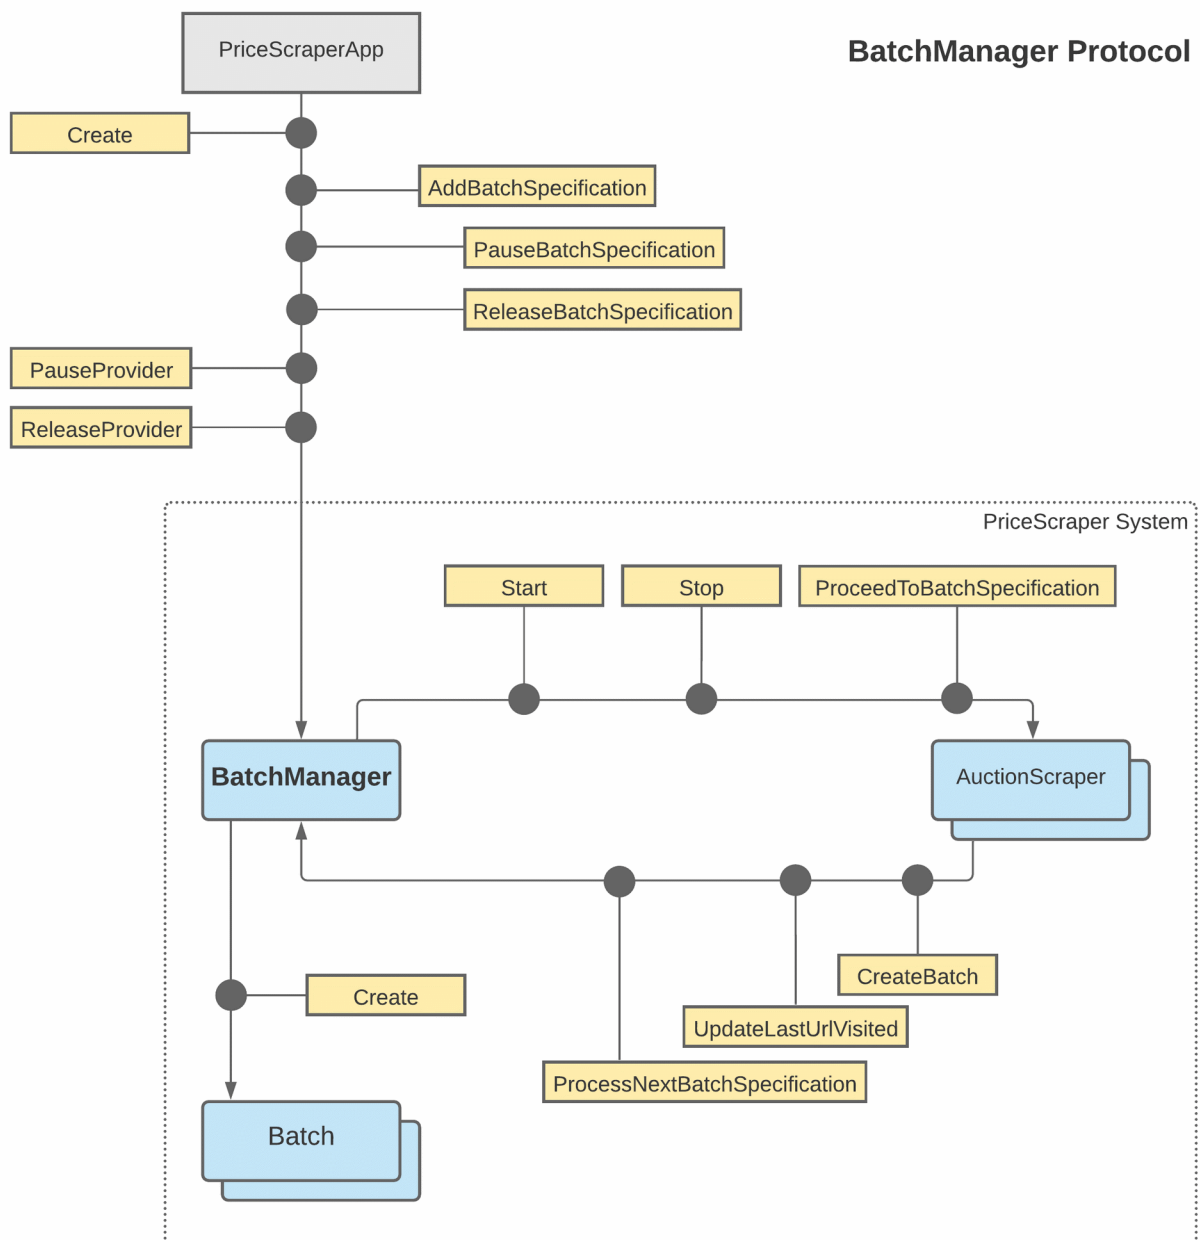 PriceScraperApp
BatchManager Protocol
Create
AddBatchSpecification
PauseBatchSpecification
ReleaseBatchSpecification
PauseProvider
ReleaseProvider
PriceScraper System
Start
Stop
ProceedToBatchSpecification
BatchManager
AuctionScraper
CreateBatch
Create
UpdateLastUrlVisited
ProcessNextBatchSpecification
Batch